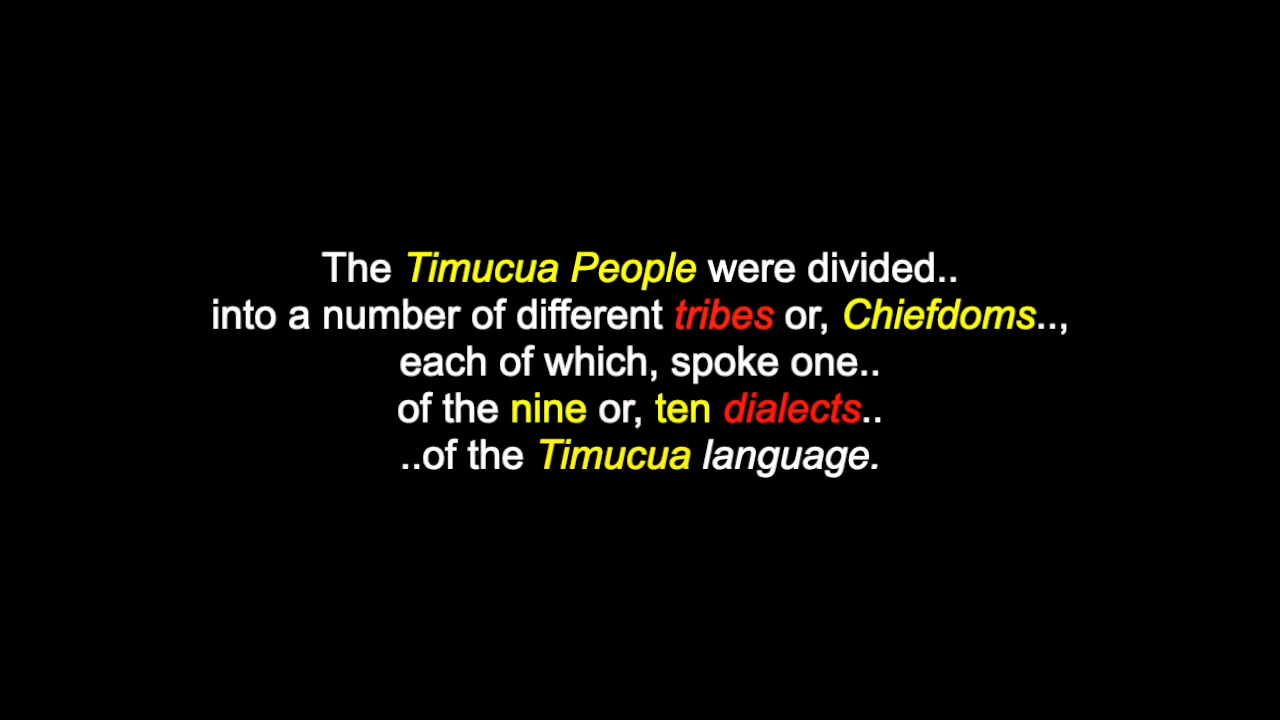 The Timucua People were divided..
into a number of different tribes or, Chiefdoms..,
each of which, spoke one..
of the nine or, ten dialects..
..of the Timucua language.